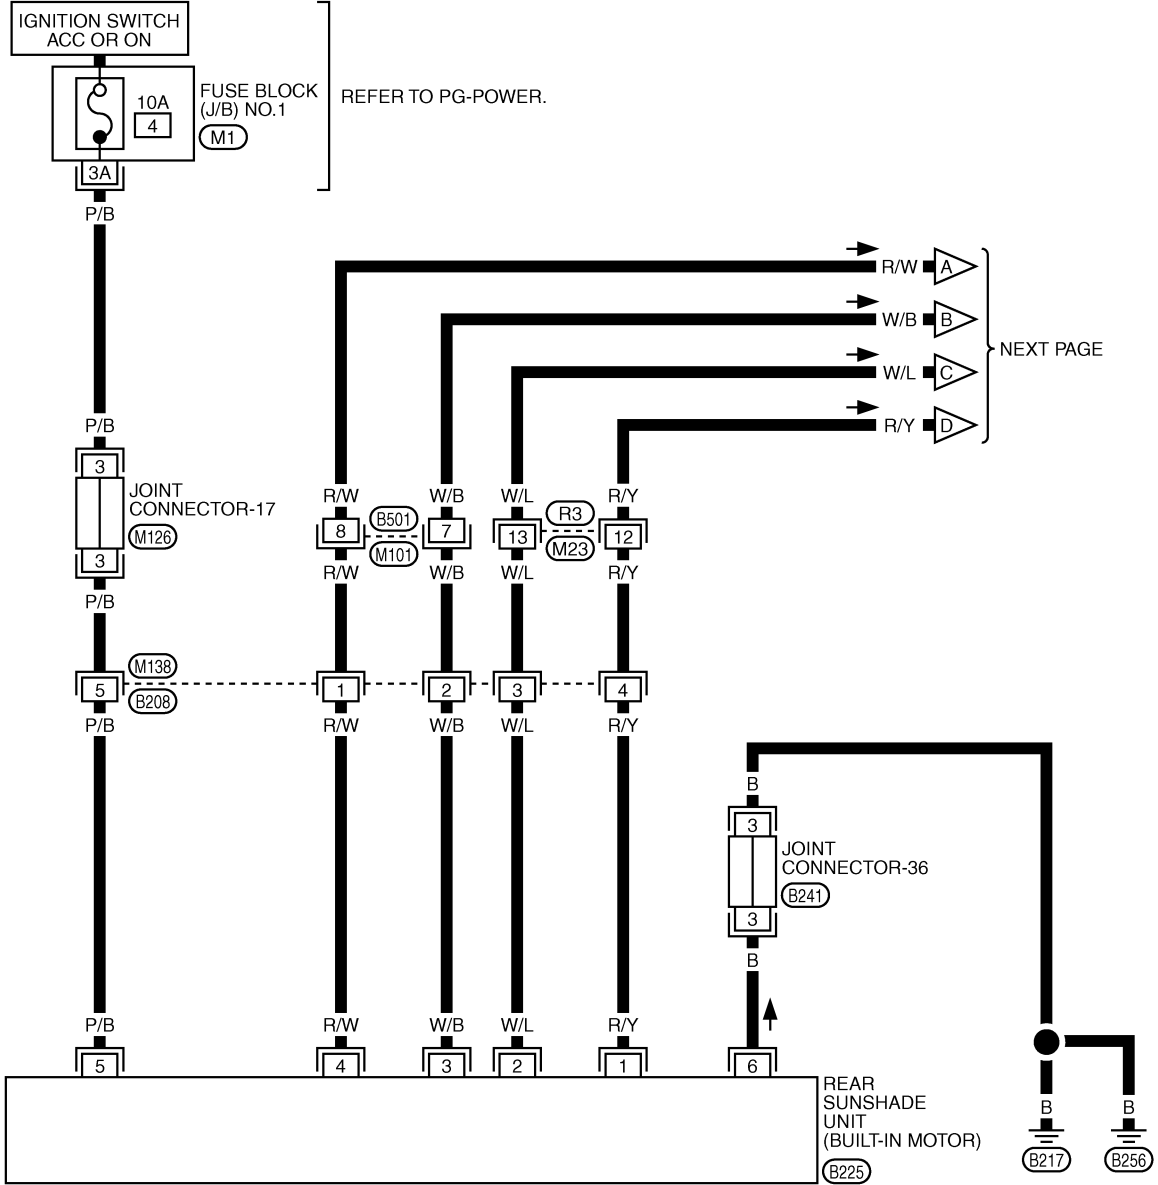 IGNITION SWITCH
ACC OR ON
10A
4
FUSE BLOCK
(J/B) NO.1
M1
REFER TO PG-POWER.
3A
P/B
R/W
A
W/B
B
NEXT PAGE
W/L
C
R/Y
D
P/B
3
JOINT
CONNECTOR-17
M126
3
P/B
R/W
W/B
W/L
R/Y
8
B501
M101
7
13
R3
M23
12
R/W
W/B
W/L
R/Y
M138
B208
5
1
2
3
4
P/B
R/W
W/B
W/L
R/Y
B
3
JOINT
CONNECTOR-36
B241
3
B
P/B
R/W
W/B
W/L
R/Y
5
4
3
2
1
6
REAR
SUNSHADE
UNIT
(BUILT-IN MOTOR)
B225
B
B
B217
B256